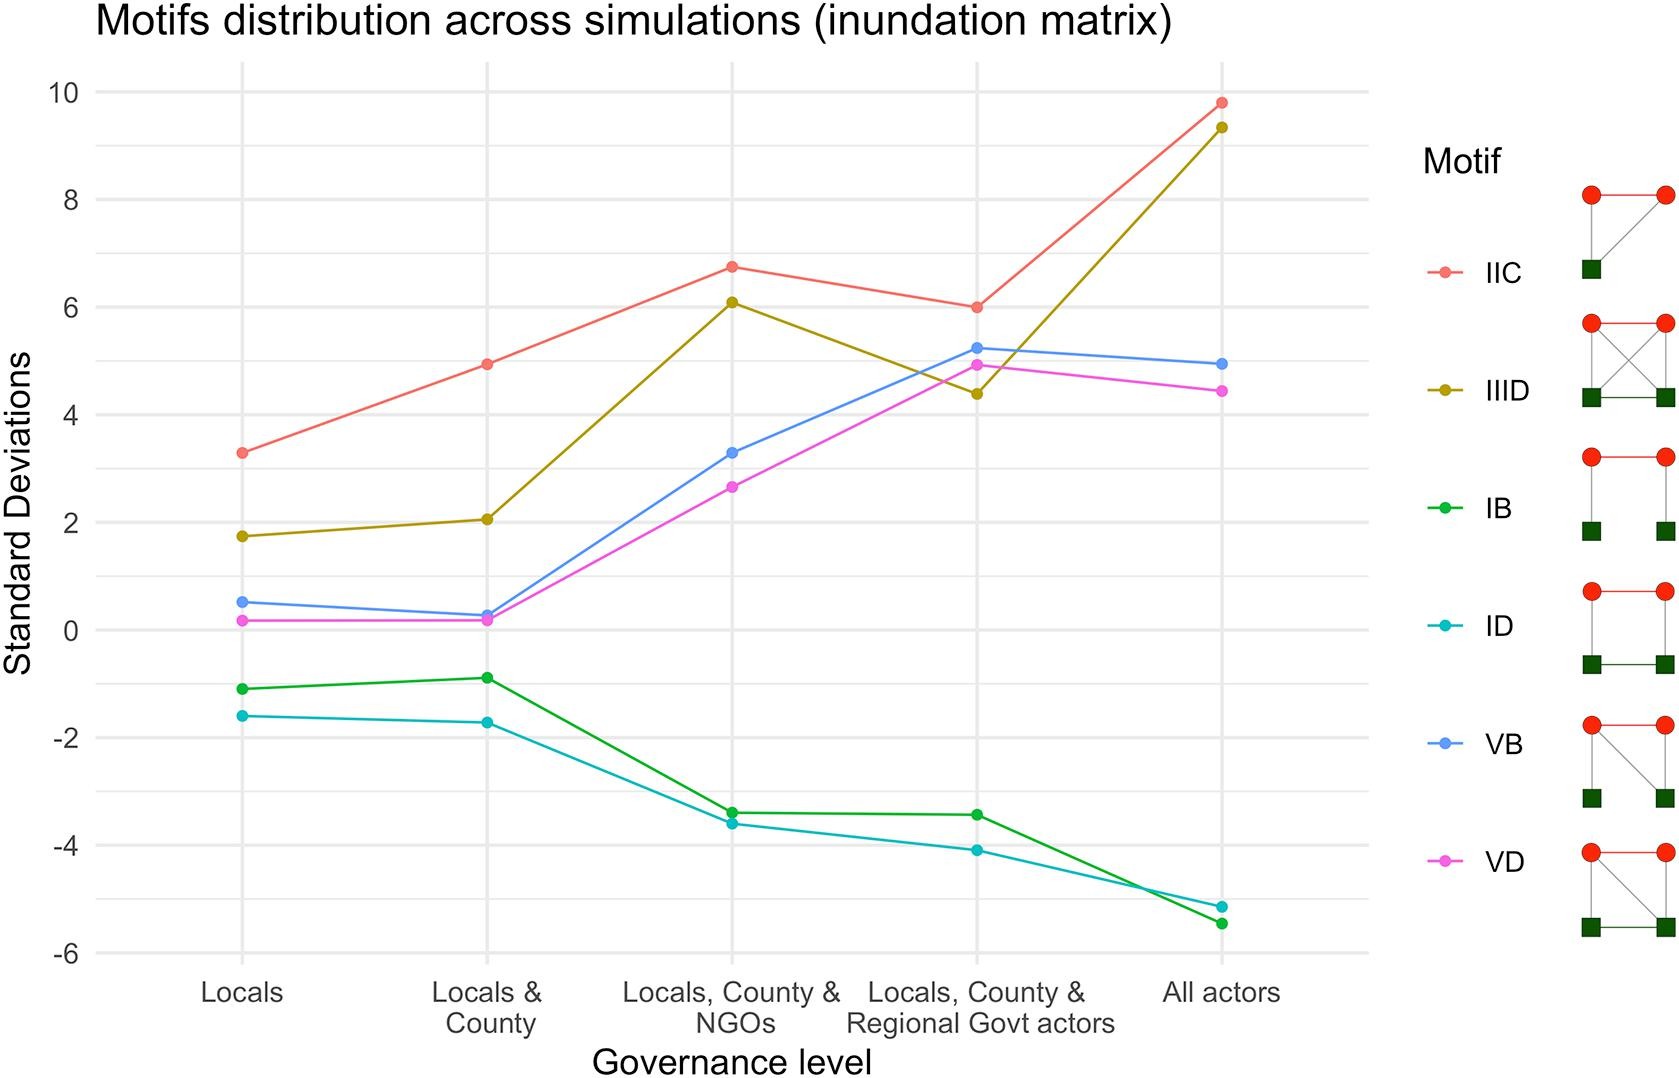 Motifs distribution across simulations (inundation matrix)
10
8
6
4
2
0
-2
-4
-6
Standard Deviations
Locals
Locals &
County
Locals, County &
NGOs
Locals, County &
Regional Govt actors
All actors
Governance level
Motif
IIC
IIID
IB
ID
VB
VD